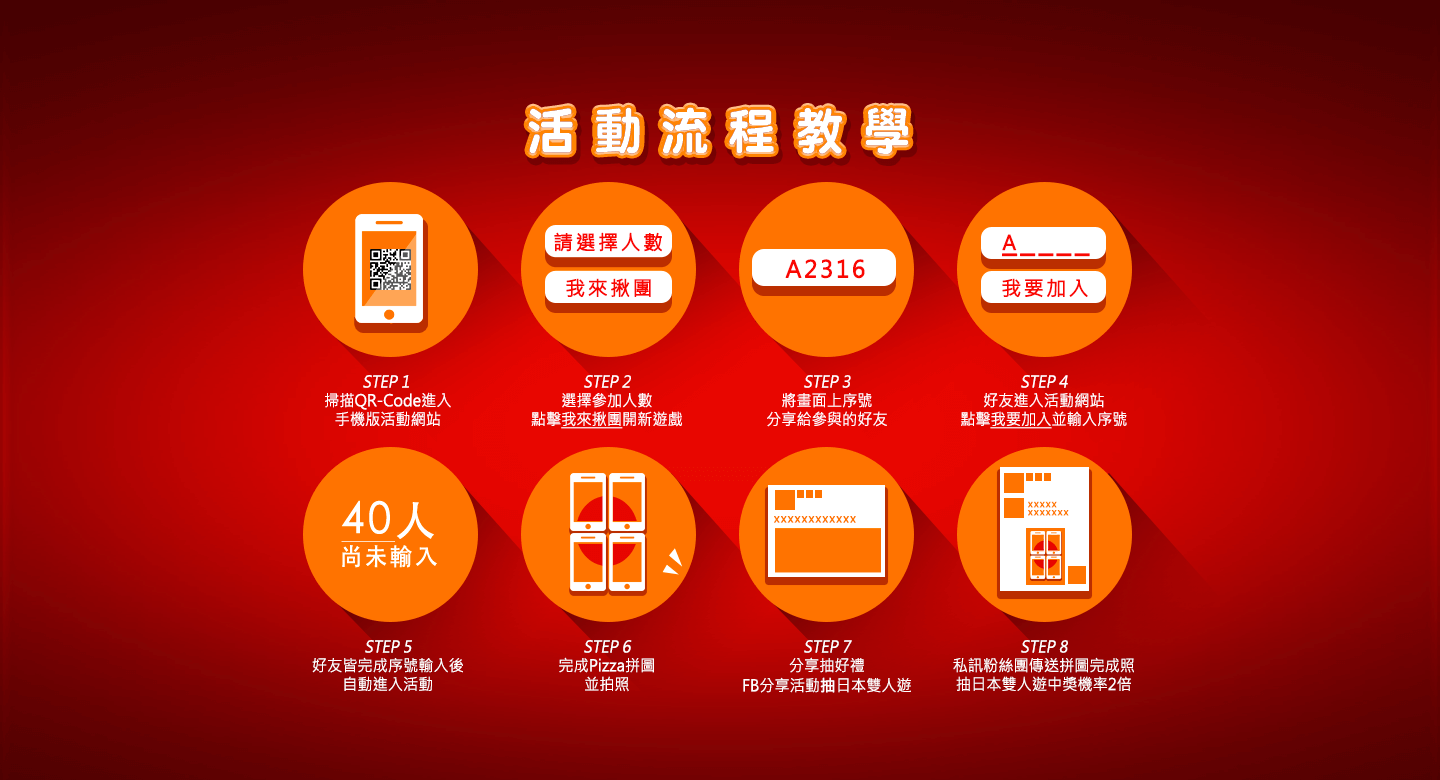 活動流程教學
請選擇人數
我來揪團
A2316
A_____
我要加入
STEP 1
掃描QR-Code進入
手機版活動網站
STEP 2
選擇參加人數
點擊我來揪團開新遊戲
STEP 3
將畫面上序號
分享給參與的好友
STEP 4
好友進入活動網站
點擊我要加入並輸入序號
40人
尚未輸入
XXXXXXXXXXXX
XXXXX
XXXXXXX
STEP 5
好友皆完成序號輸入後
自動進入活動
STEP 6
完成Pizza拼圖
並拍照
STEP 7
分享抽好禮
FB分享活動抽日本雙人遊
STEP 8
私訊粉絲團傳送拼圖完成照
抽日本雙人遊中獎機率2倍